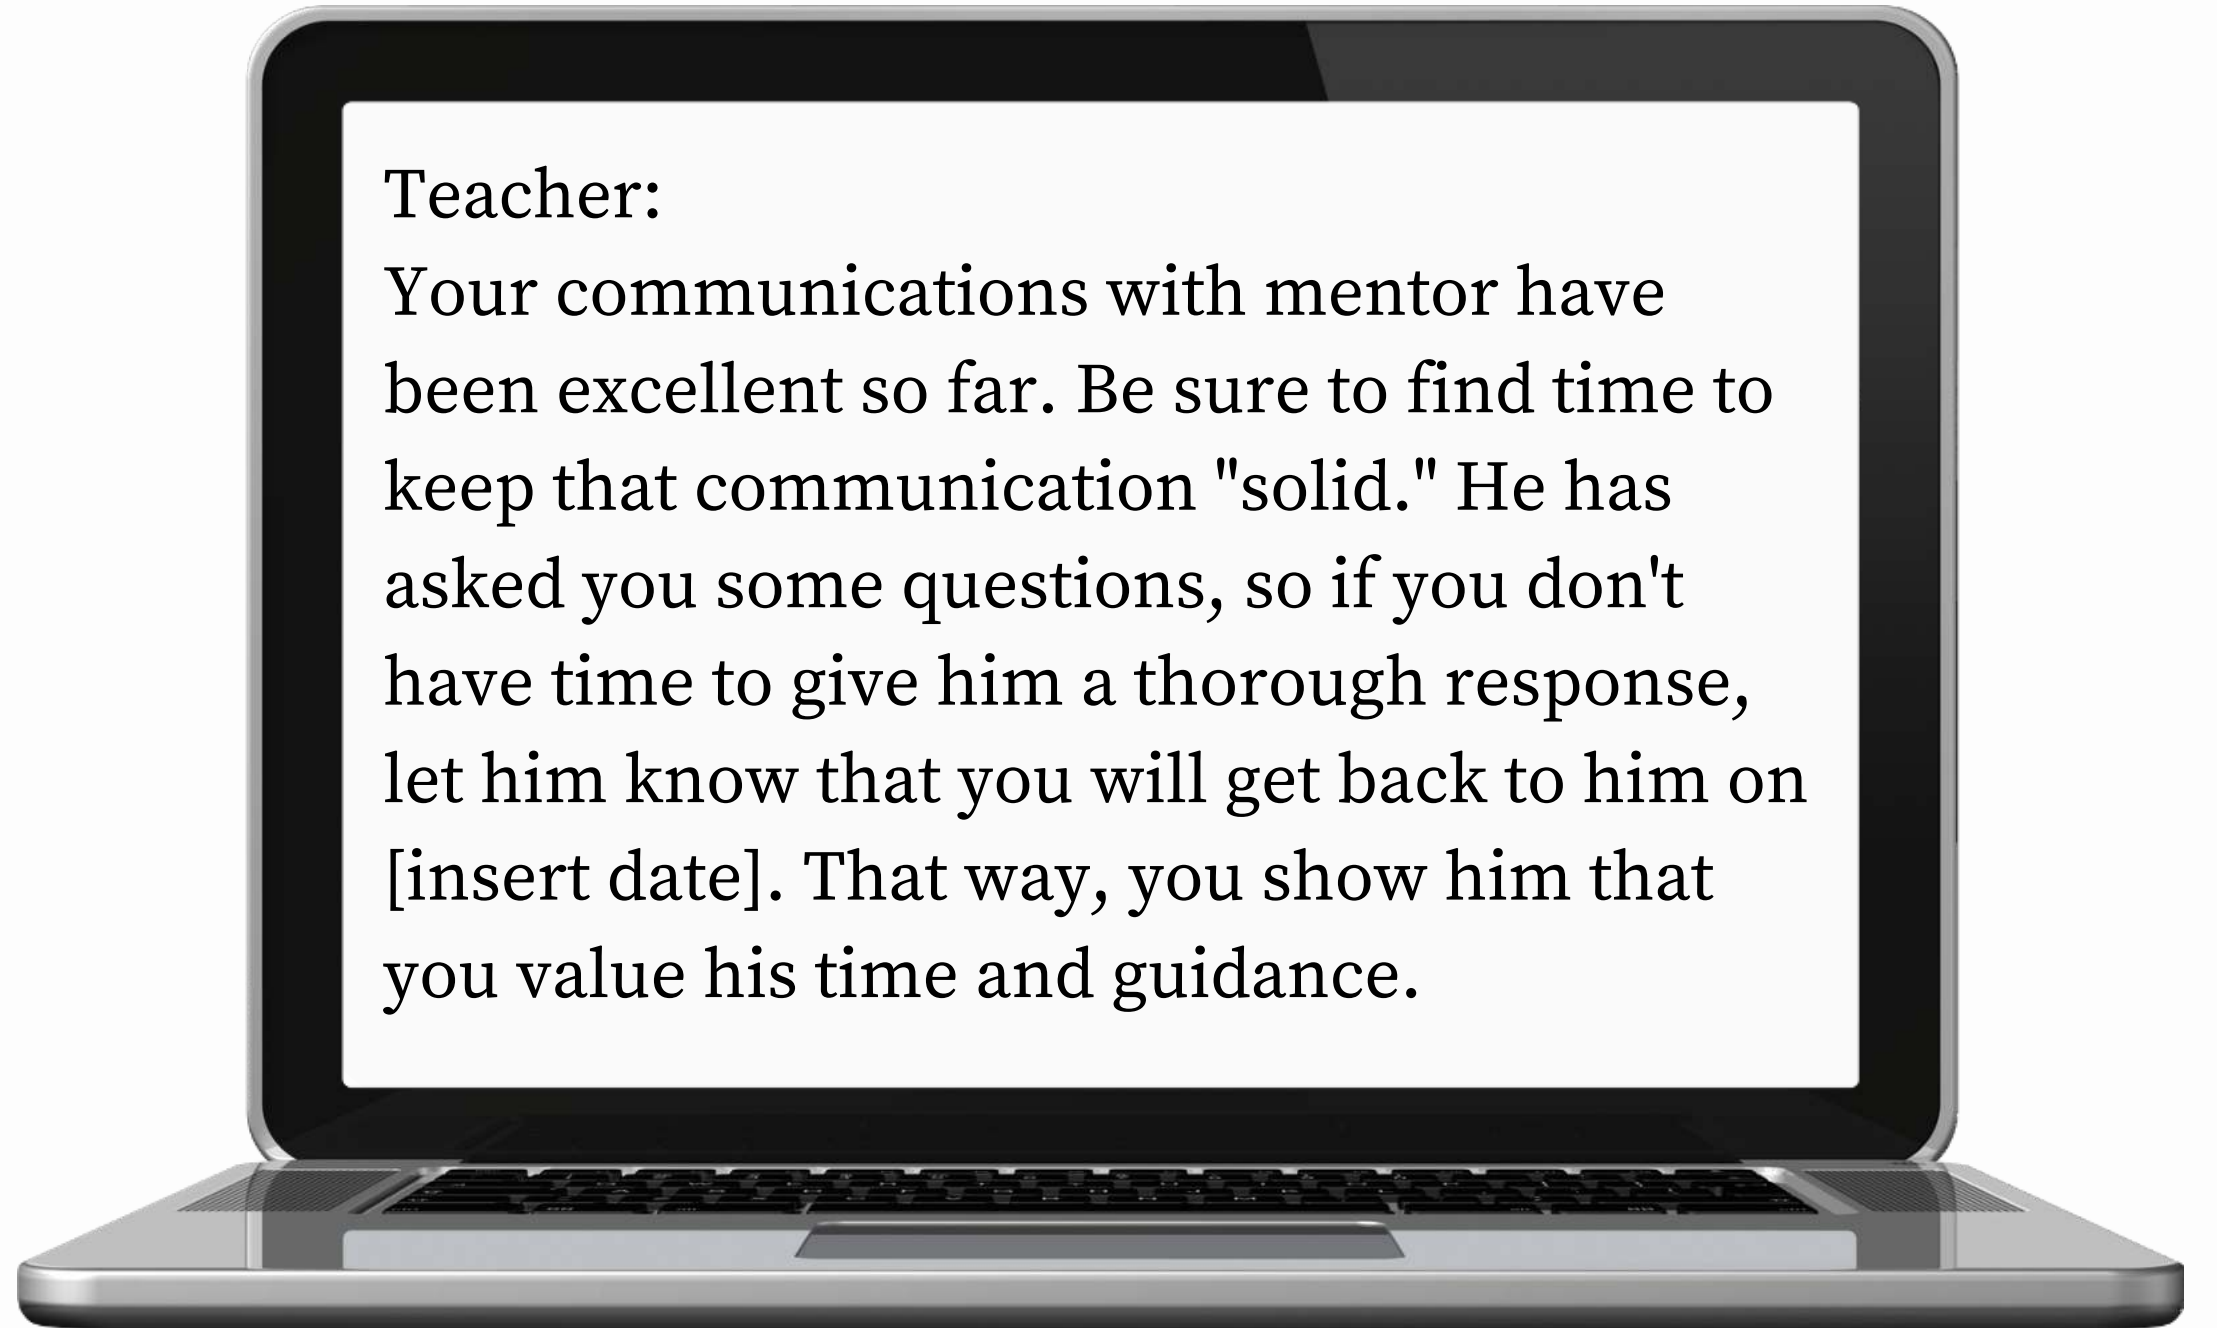 Teacher:
Your communications with mentor have
been excellent so far. Be sure to find time to
keep that communication "solid." He has
asked you some questions, so if you don't
have time to give him a thorough response,
let him know that you will get back to him on
[insert date]. That way, you show him that
you value his time and guidance.